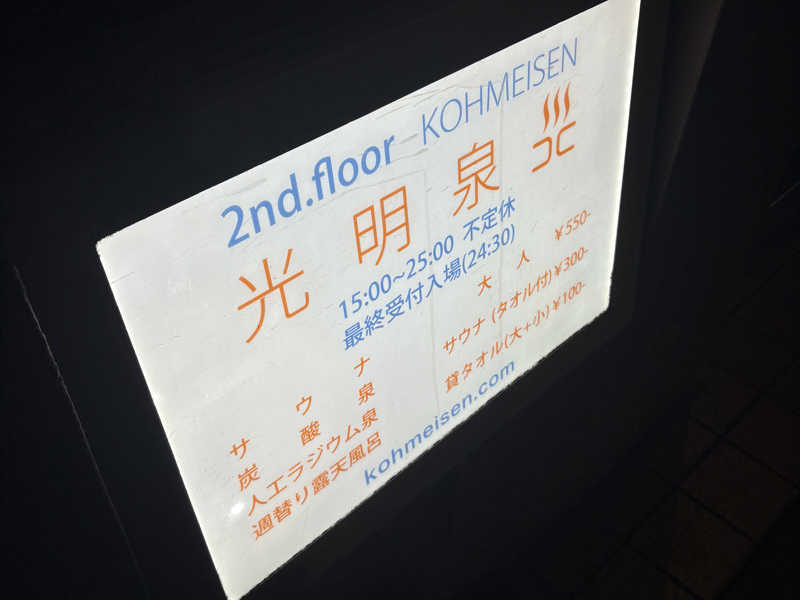 2nd.floor KOHMEISEN
光明泉
15:00~25:00 不定休
最終受付入場(24:30)
大人 ¥550-
サウナ (タオル付) ¥300-
貸タオル(大+小) ¥100-
サウナ
炭酸泉
人工ラジウム泉
週替り露天風呂
kohmeisen.com